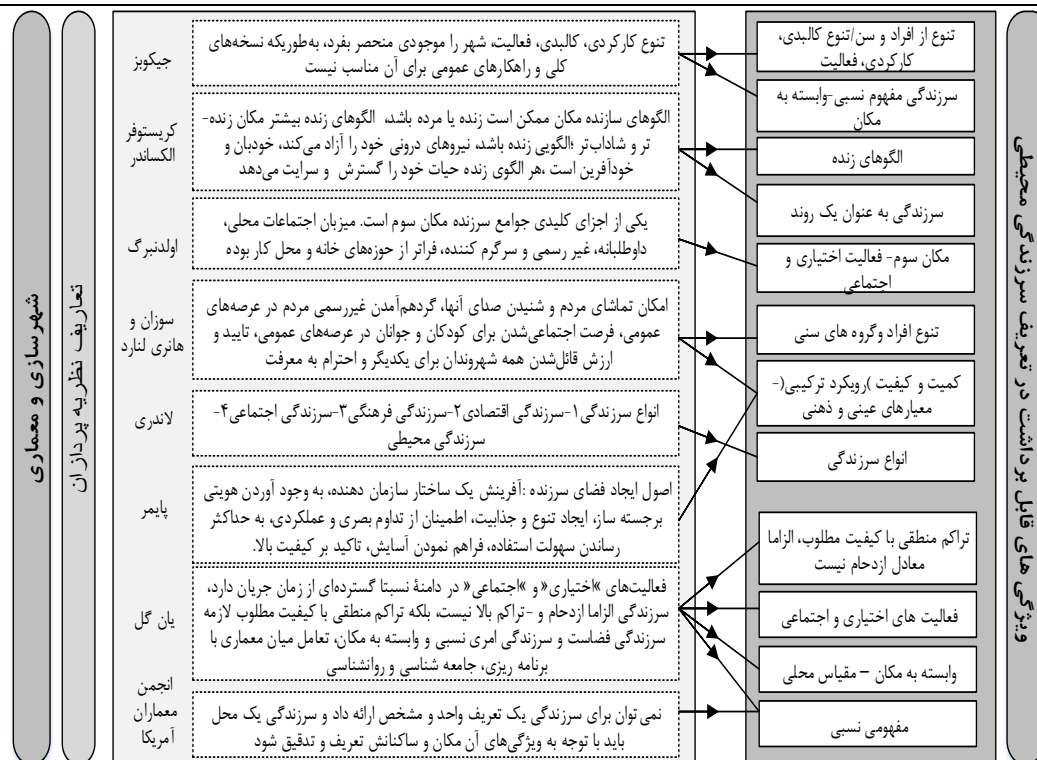 شهرسازی و معماری
تعاریف نظریه پردازان
ویژگی های قابل برداشت در تعریف سرزندگی محیطی
جیکوبز
تنوع کارکردی، کالبدی، فعالیت، شهر را موجودی منحصر بفرد، به‌طوریکه نسخه‌های
کلی و راهکارهای عمومی برای آن مناسب نیست
تنوع از افراد و سن/تنوع کالبدی،
کارکردی، فعالیت
سرزندگی مفهوم نسبی-وابسته به
مکان
کریستوفر
الکساندر
الگوهای سازنده مکان ممکن است زنده یا مرده باشد، الگوهای زنده بیشتر مکان زنده-
تر و شاداب‌تر ؛الگویی زنده باشد، نیروهای درونی خود را آزاد می‌کند، خودبان و
خودآفرین است ،هر الگوی زنده حیات خود را گسترش و سرایت می‌دهد
الگوهای زنده
سرزندگی به عنوان یک روند
اولدنبرگ
یکی از اجزای کلیدی جوامع سرزنده مکان سوم است. میزبان اجتماعات محلی،
داوطلبانه، غیر رسمی و سرگرم کننده، فراتر از حوزه‌های خانه و محل کار بوده
مکان سوم- فعالیت اختیاری و
اجتماعی
سوزان و
هانری لنارد
امکان تماشای مردم و شنیدن صدای آنها، گردهم‌آمدن غیررسمی مردم در عرصه‌های
عمومی، فرصت اجتماعی‌شدن برای کودکان و جوانان در عرصه‌های عمومی، تایید و
ارزش قائل‌شدن همه شهروندان برای یکدیگر و احترام به معرفت
تنوع افراد وگروه های سنی
کمیت و کیفیت )رویکرد ترکیبی(-
معیارهای عینی و ذهنی
لاندری
انواع سرزندگی۱-سرزندگی اقتصادی۲-سرزندگی فرهنگی۳-سرزندگی اجتماعی۴-
سرزندگی محیطی
انواع سرزندگی
پایمر
اصول ایجاد فضای سرزنده :آفرینش یک ساختار سازمان دهنده، به وجود آوردن هویتی
برجسته ساز، ایجاد تنوع و جذابیت، اطمینان از تداوم بصری و عملکردی، به حداکثر
رساندن سهولت استفاده، فراهم نمودن آسایش، تاکید بر کیفیت بالا.
یان گل
فعالیت‌های »اختیاری« و »اجتماعی« در دامنهٔ نسبتا گسترده‌ای از زمان جریان دارد،
سرزندگی الزاما ازدحام و -تراکم بالا نیست، بلکه تراکم منطقی با کیفیت مطلوب لازمه
سرزندگی فضاست و سرزندگی امری نسبی و وابسته به مکان، تعامل میان معماری با
برنامه ریزی، جامعه شناسی و روانشناسی
تراکم منطقی با کیفیت مطلوب، الزاما
معادل ازدحام نیست
فعالیت های اختیاری و اجتماعی
وابسته به مکان – مقیاس محلی
انجمن
معماران
آمریکا
نمی توان برای سرزندگی یک تعریف واحد و مشخص ارائه داد و سرزندگی یک محل
باید با توجه به ویژگی‌های آن مکان و ساکنانش تعریف و تدقیق شود
مفهومی نسبی